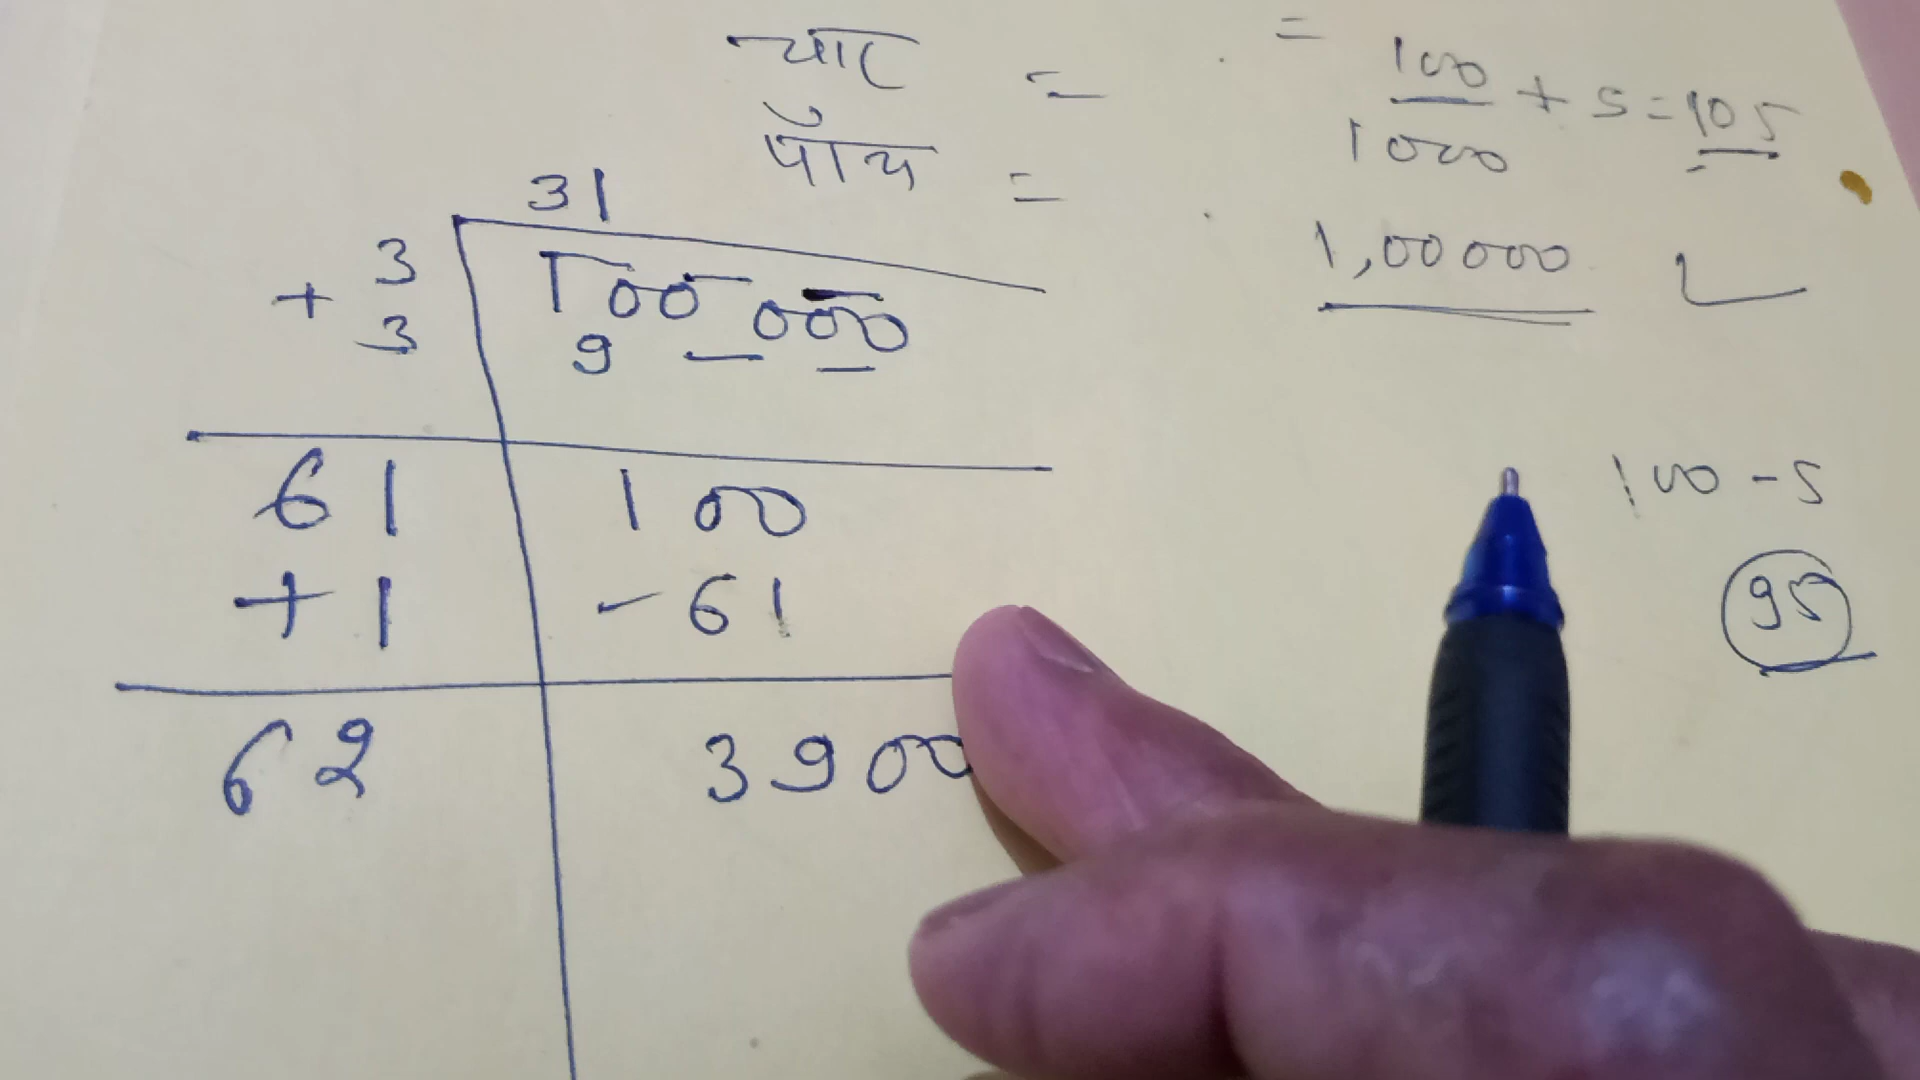 चार =
पाँच =
= 100
1000 + 5 = 105
1,00000
31
3
+ 3
100 000
9
61 100
+1 -61
62 3900
100 - 5
95